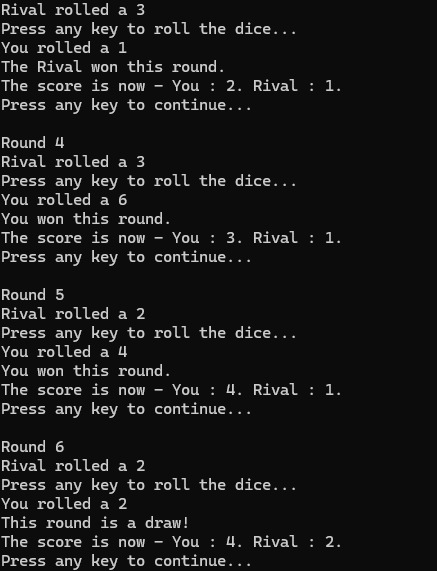 Rival rolled a 3
Press any key to roll the dice...
You rolled a 1
The Rival won this round.
The score is now - You : 2. Rival : 1.
Press any key to continue...

Round 4
Rival rolled a 3
Press any key to roll the dice...
You rolled a 6
You won this round.
The score is now - You : 3. Rival : 1.
Press any key to continue...

Round 5
Rival rolled a 2
Press any key to roll the dice...
You rolled a 4
You won this round.
The score is now - You : 4. Rival : 1.
Press any key to continue...

Round 6
Rival rolled a 2
Press any key to roll the dice...
You rolled a 2
This round is a draw!
The score is now - You : 4. Rival : 2.
Press any key to continue...